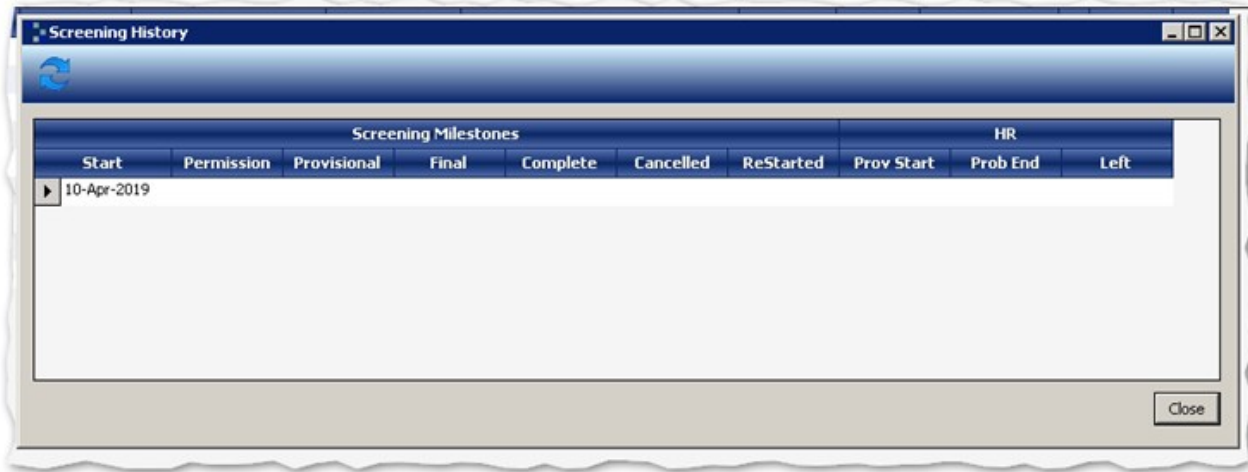 Screening History
Screening Milestones HR
Start Permission Provisional Final Complete Cancelled ReStarted Prov Start Prob End Left
10-Apr-2019
Close